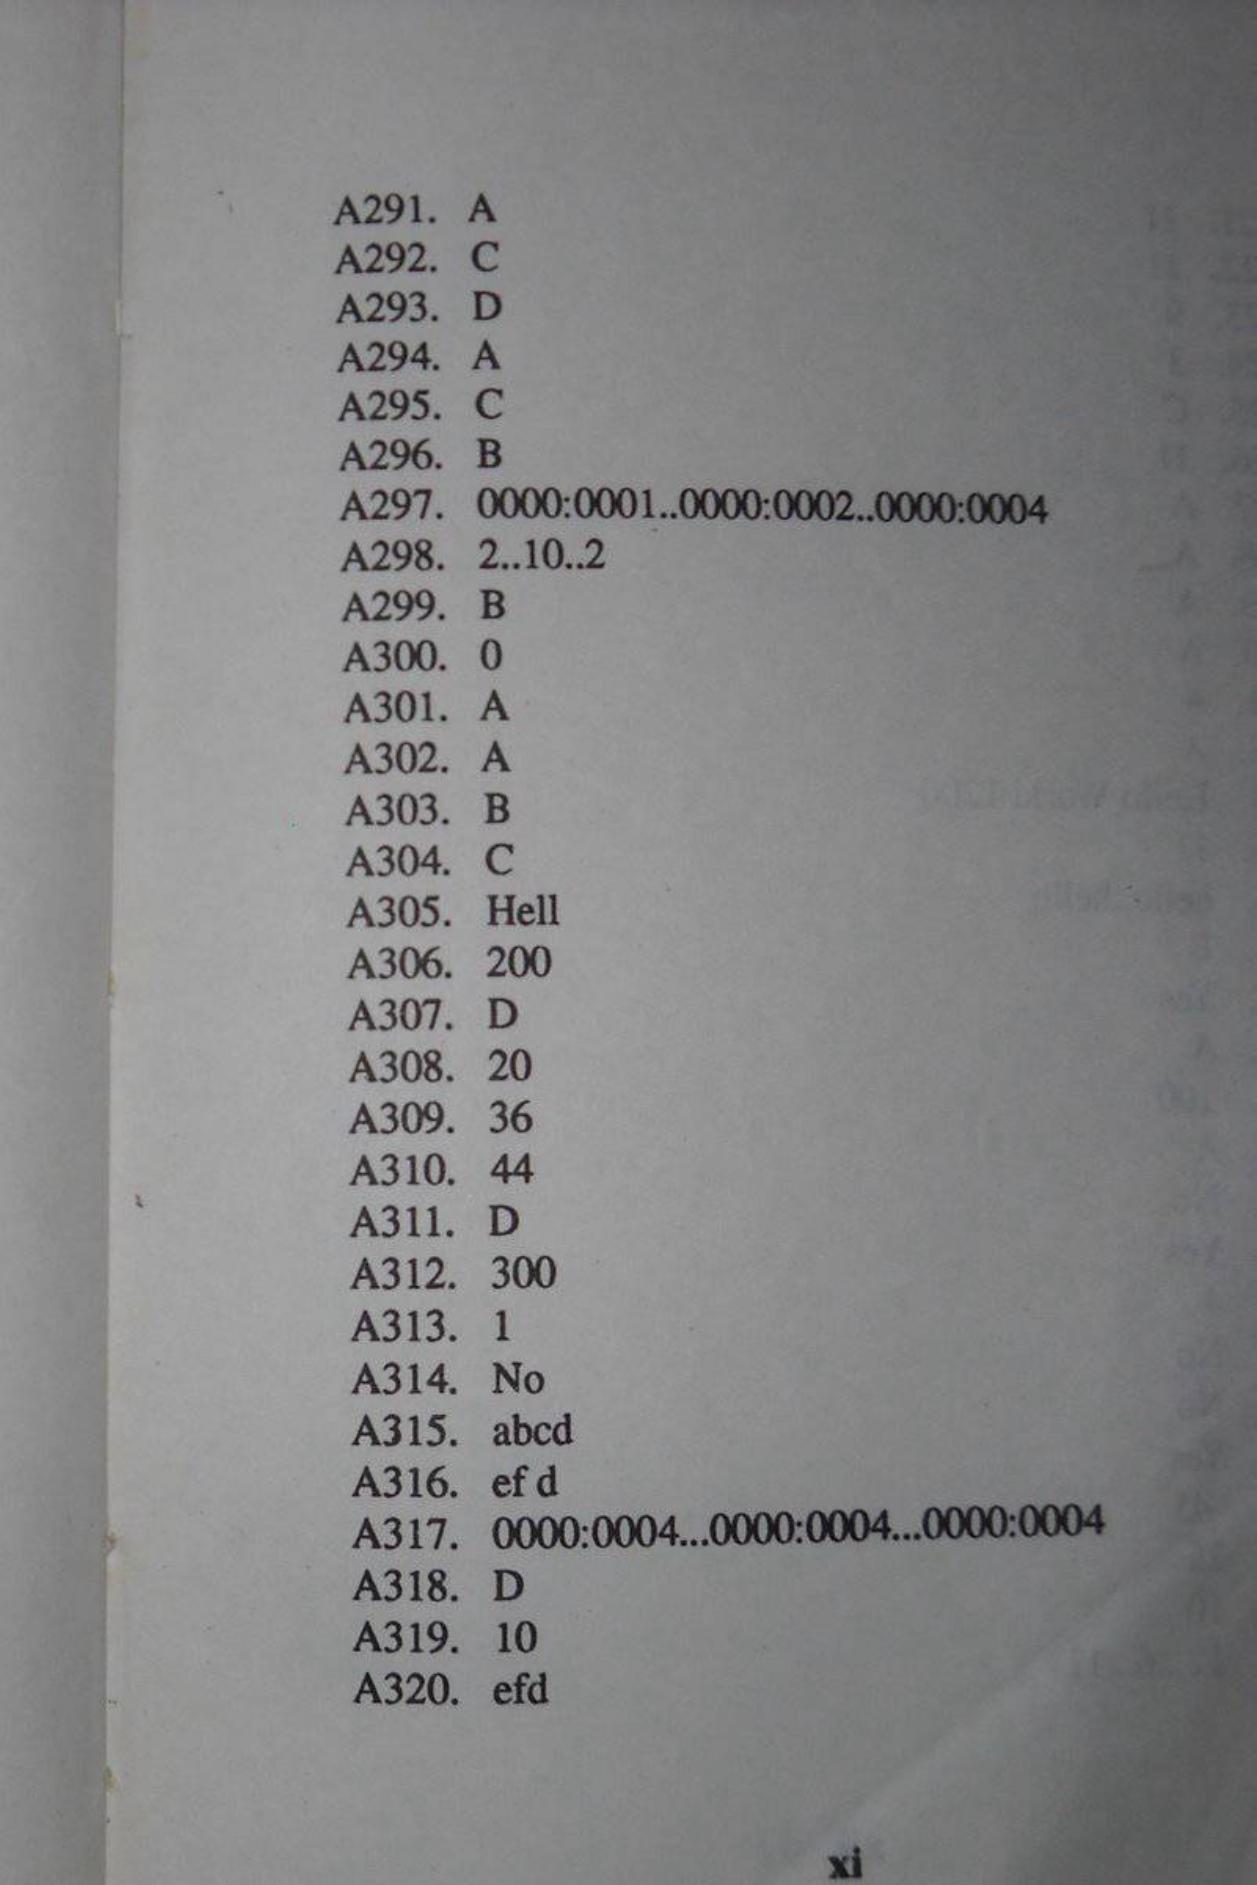 A291. A
A292. C
A293. D
A294. A
A295. C
A296. B
A297. 0000:0001..0000:0002..0000:0004
A298. 2..10..2
A299. B
A300. 0
A301. A
A302. A
A303. B
A304. C
A305. Hell
A306. 200
A307. D
A308. 20
A309. 36
A310. 44
A311. D
A312. 300
A313. 1
A314. No
A315. abcd
A316. ef d
A317. 0000:0004...0000:0004...0000:0004
A318. D
A319. 10
A320. efd
xi